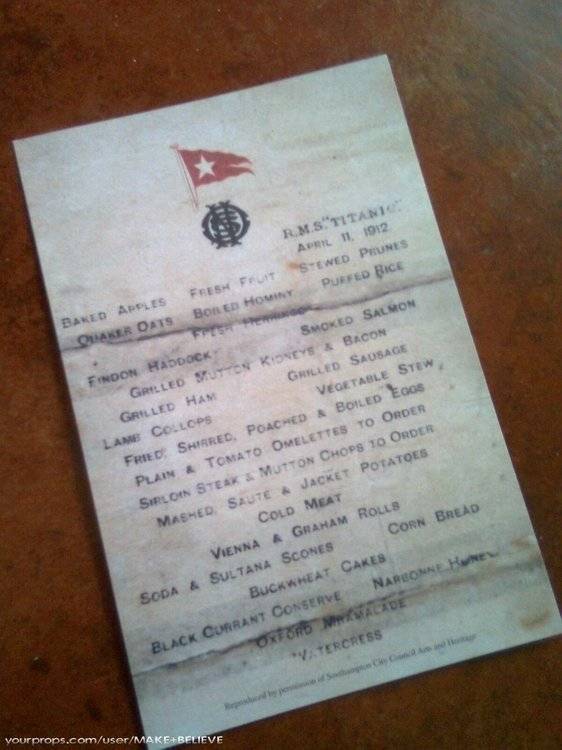 R.M.S. "TITANIC."
APRIL 11, 1912.
BAKED APPLES FRESH FRUIT STEWED PRUNES
QUAKER OATS BOILED HOMINY PUFFED RICE
FRESH HERRINGS
FINDON HADDOCK SMOKED SALMON
GRILLED MUTTON KIDNEYS & BACON
GRILLED HAM GRILLED SAUSAGE
LAMB COLLOPS VEGETABLE STEW
FRIED, SHIRRED, POACHED & BOILED EGGS
PLAIN & TOMATO OMELETTES TO ORDER
SIRLOIN STEAK & MUTTON CHOPS TO ORDER
MASHED, SAUTE & JACKET POTATOES
COLD MEAT
VIENNA & GRAHAM ROLLS
SODA & SULTANA SCONES CORN BREAD
BUCKWHEAT CAKES
BLACK CURRANT CONSERVE NARBONNE HONEY
OXFORD MARMALADE
WATERCRESS
Reproduced by permission of Southampton City Council Arts and Heritage
yourprops.com/user/MAKE+BELIEVE